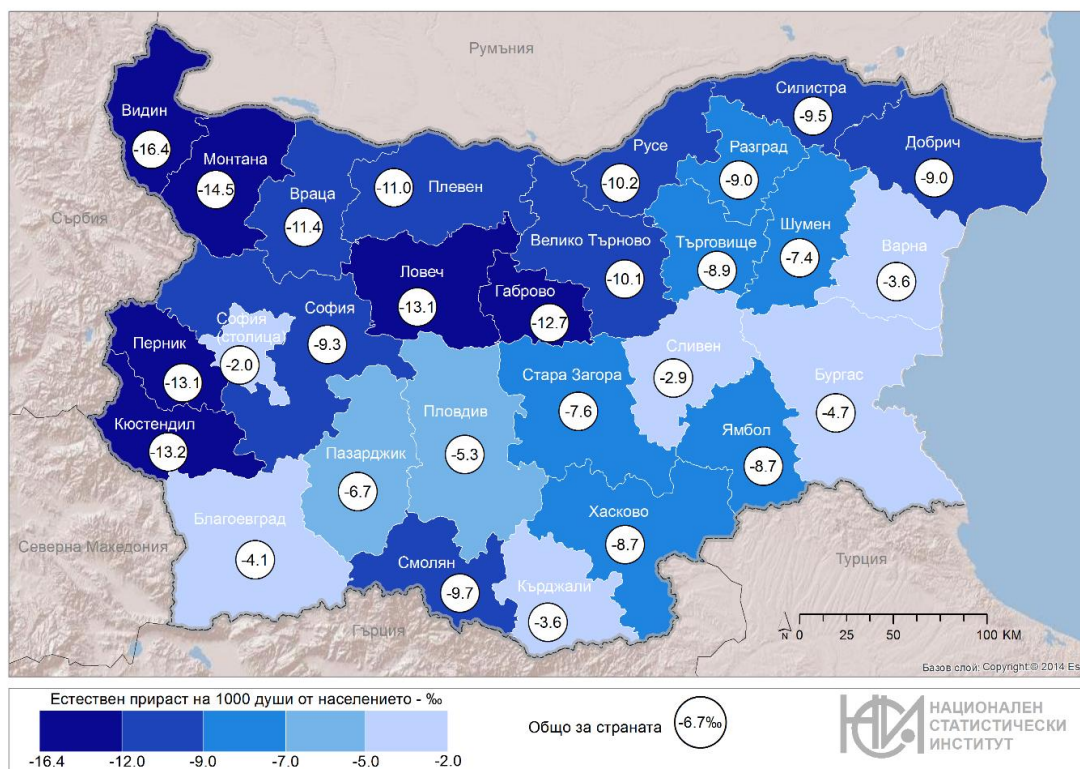 Румъния
Силистра
-9.5
Видин
-16.4
Монтана
-14.5
Русе
-10.2
Разград
-9.0
Добрич
-9.0
Враца
-11.4
-11.0
Плевен
Сърбия
Велико Търново
-10.1
Търговище
-8.9
Шумен
-7.4
Варна
-3.6
Ловеч
-13.1
Габрово
-12.7
София
(столица)
-2.0
София
-9.3
Перник
-13.1
Сливен
-2.9
Стара Загора
-7.6
Бургас
-4.7
Кюстендил
-13.2
Пловдив
-5.3
Ямбол
-8.7
Пазарджик
-6.7
Благоевград
-4.1
Хасково
-8.7
Северна Македония
Смолян
-9.7
Кърджали
-3.6
Турция
Гърция
N
0 25 50 100 КМ
Базов слой: Copyright © 2014 Es
Естествен прираст на 1000 души от населението - ‰
-16.4 -12.0 -9.0 -7.0 -5.0 -2.0
Общо за страната
-6.7‰
НСИ
НАЦИОНАЛЕН
СТАТИСТИЧЕСКИ
ИНСТИТУТ